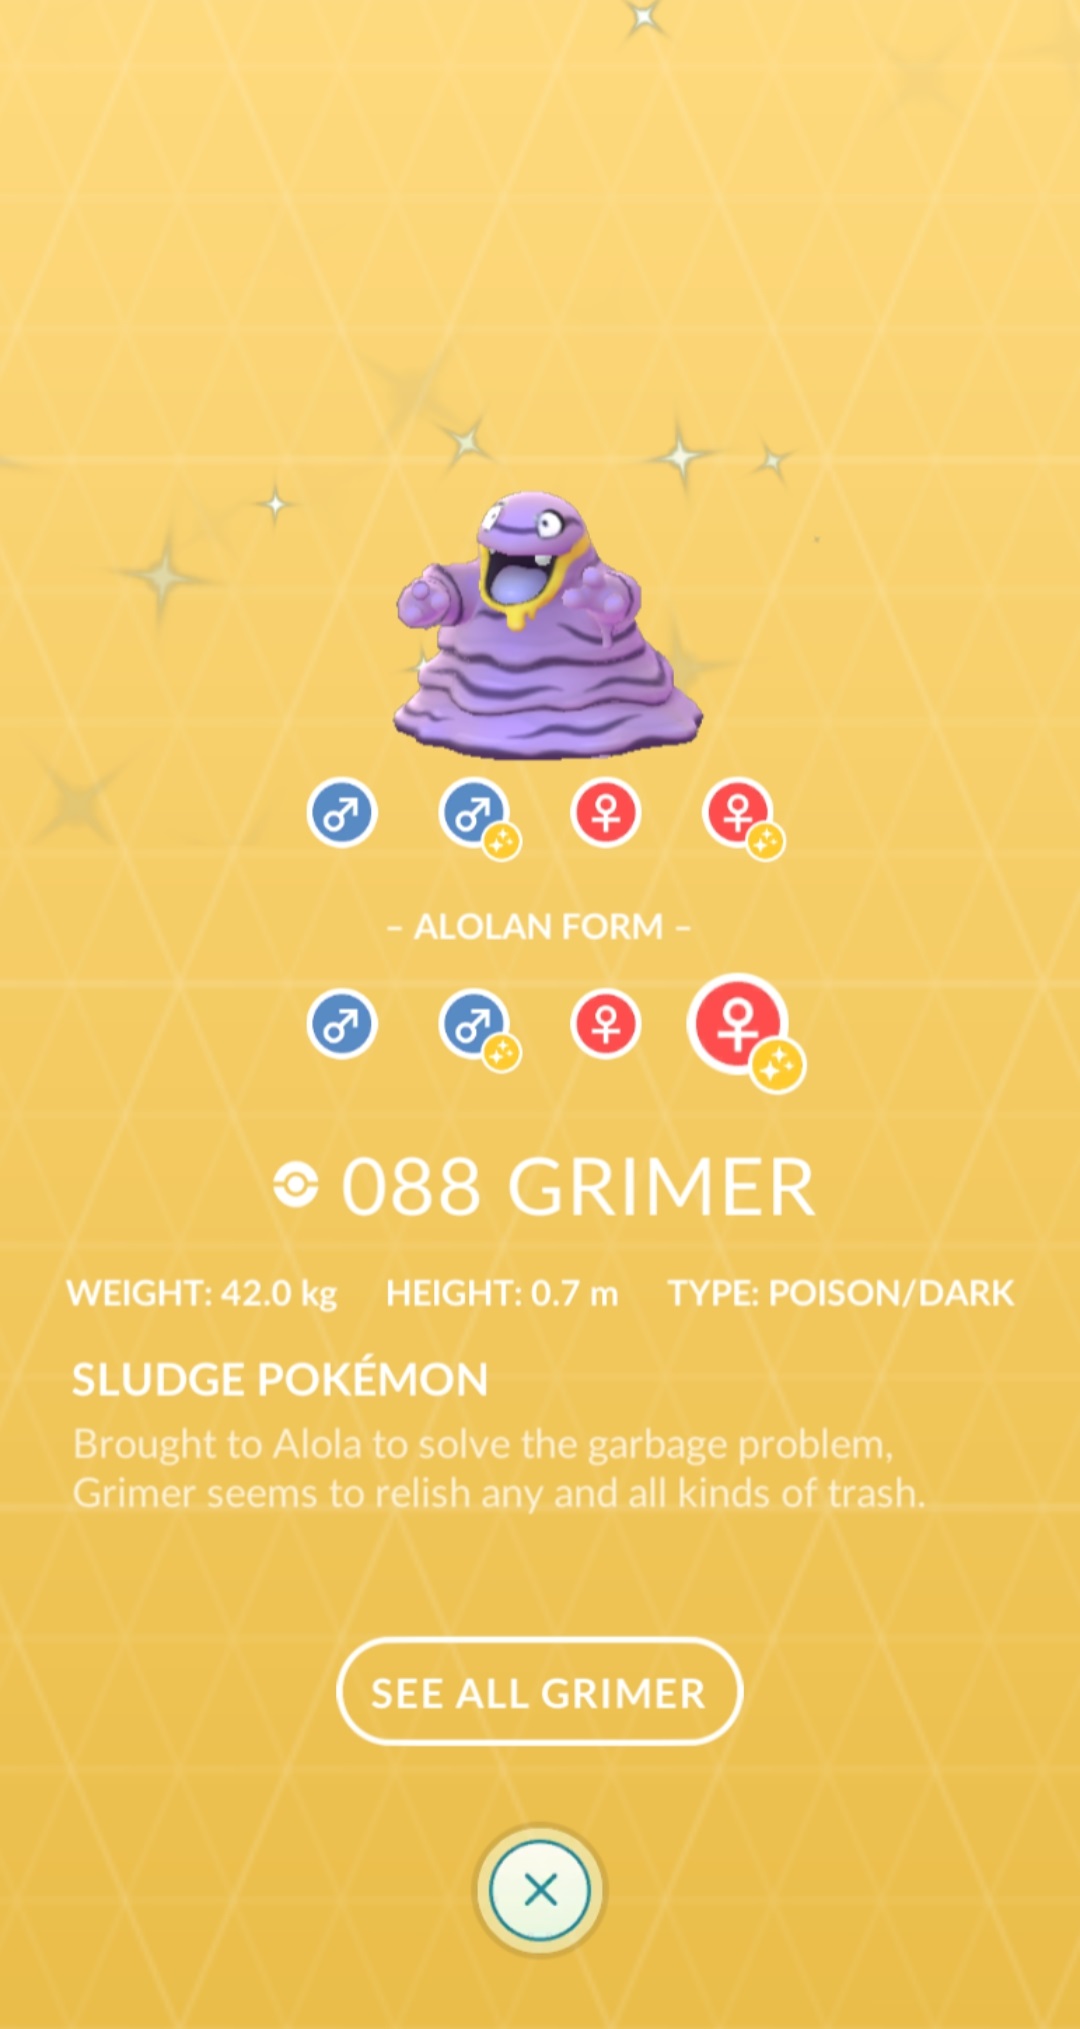 – ALOLAN FORM –
088 GRIMER
WEIGHT: 42.0 kg HEIGHT: 0.7 m TYPE: POISON/DARK
SLUDGE POKÉMON
Brought to Alola to solve the garbage problem,
Grimer seems to relish any and all kinds of trash.
SEE ALL GRIMER